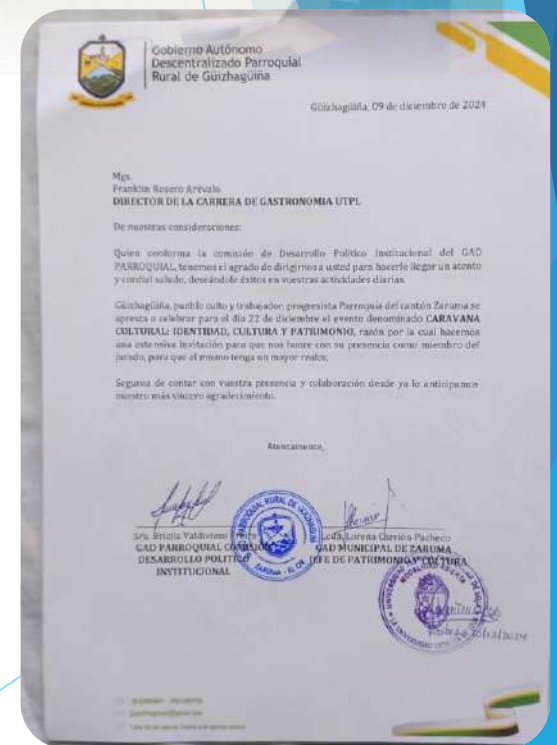 Gobierno Autónomo
Descentralizado Parroquial
Rural de Güizhagüiña
Güizhagüiña, 09 de diciembre de 2024
Mgs.
Franklin Rosero Arévalo
DIRECTOR DE LA CARRERA DE GASTRONOMIA UTPL
De nuestras consideraciones:
Quien conforma la comisión de Desarrollo Político Institucional del GAD
PARROQUIAL, tenemos el agrado de dirigirnos a usted para hacerle llegar un atento
y cordial saludo, deseándole éxitos en vuestras actividades diarias.
Güizhagüiña, pueblo culto y trabajador, progresista Parroquia del cantón Zaruma se
apresta a celebrar para el día 22 de diciembre el evento denominado CARAVANA
CULTURAL: IDENTIDAD, CULTURA Y PATRIMONIO, razón por la cual hacemos
una extensiva invitación para que nos honre con su presencia como miembro del
jurado, para que el mismo tenga un mayor realce.
Seguros de contar con vuestra presencia y colaboración desde ya le anticipamos
nuestro más sincero agradecimiento.
Atentamente,
Sra. Valdivieso Lcda. Lorena Carrión Pacheco
GAD PARROQUIAL COMISIÓN GAD MUNICIPAL DE ZARUMA
DESARROLLO POLITICO JEFE DE PATRIMONIO Y CULTURA
INSTITUCIONAL